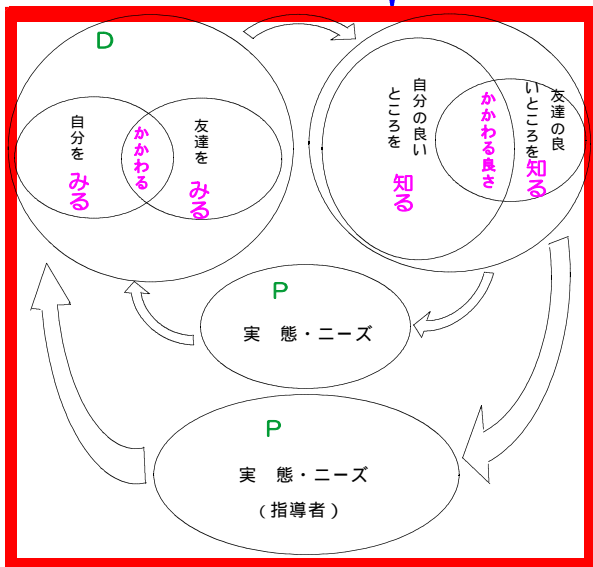 D
自分を
みる
かかわる
友達を
みる
自分の良い
ところを
知る
かかわる良さ
友達の良
いところを
知る
P
実　態・ニーズ
P
実　態・ニーズ
（指導者）